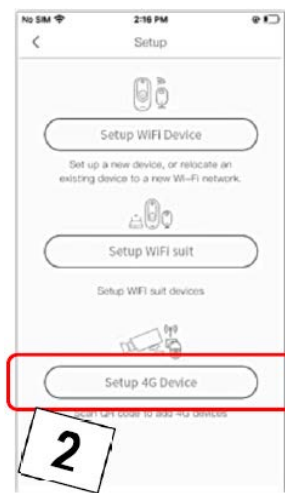 No SIM 2:16 PM
Setup
Setup WiFi Device
Set up a new device, or relocate an
existing device to a new Wi-Fi network.
Setup WiFi suit
Setup WIFI suit devices
Setup 4G Device
Scan QR code to add 4G devices
2